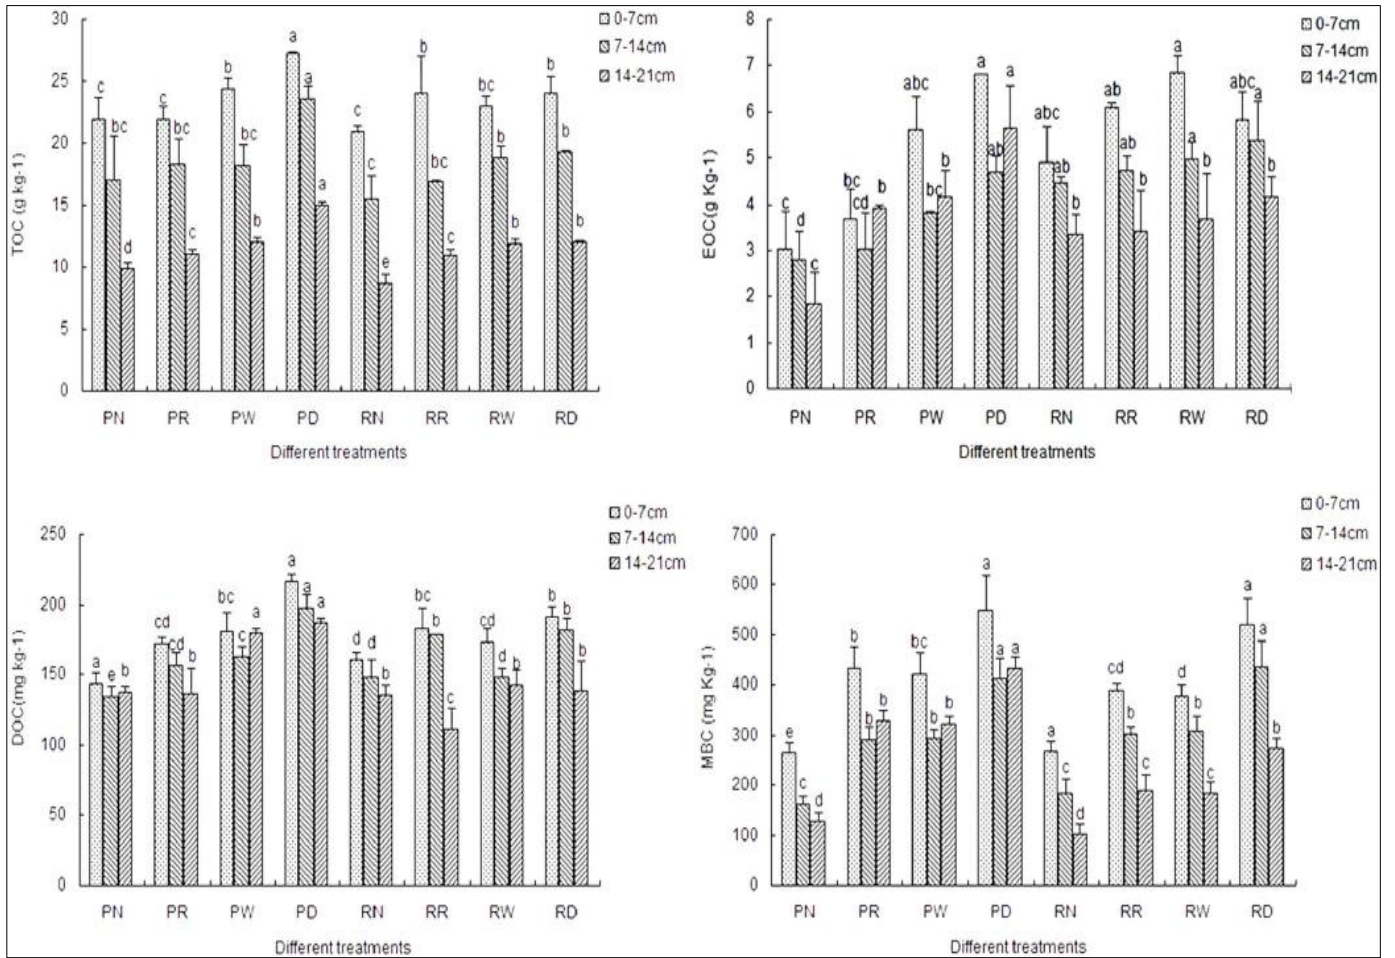 30
25
20
15
10
5
0
TOC (g kg-1)
0-7cm
7-14cm
14-21cm
c bc d
c bc c
b bc b
a a a
c c e
b bc c
b b b
b b b
PN PR PW PD RN RR RW RD
Different treatments
8
7
6
5
4
3
2
1
0
EOC(g Kg-1)
0-7cm
7-14cm
14-21cm
c d c
bc cd b
abc bc b
a ab a
abc ab b
ab ab b
a a b
abc a b
PN PR PW PD RN RR RW RD
Different treatments
250
200
150
100
50
0
DOC(mg kg-1)
0-7cm
7-14cm
14-21cm
a e b
cd cd b
bc c a
a a a
d d b
bc b c
cd d b
b b b
PN PR PW PD RN RR RW RD
Different treatments
700
600
500
400
300
200
100
0
MBC (mg Kg-1)
0-7cm
7-14cm
14-21cm
e c d
b b b
bc b b
a a a
a c d
cd b c
d b c
a a c
PN PR PW PD RN RR RW RD
Different treatments